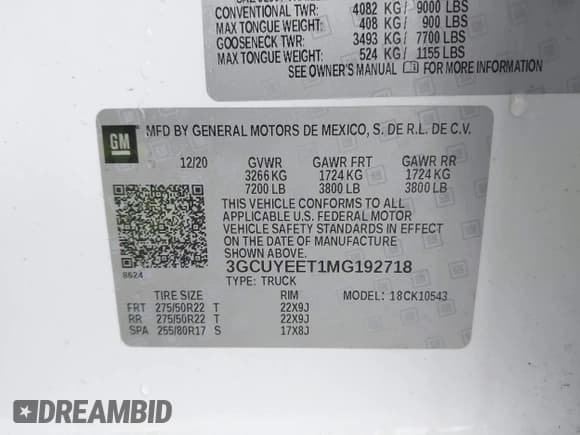 CONVENTIONAL TWR: 4082 KG/ 9000 LBS
MAX TONGUE WEIGHT: 408 KG/ 900 LBS
GOOSENECK TWR: 3493 KG/ 7700 LBS
MAX TONGUE WEIGHT: 524 KG/ 1155 LBS
SEE OWNER'S MANUAL FOR MORE INFORMATION
GM MFD BY GENERAL MOTORS DE MEXICO, S. DE R.L. DE C.V.
12/20 GVWR GAWR FRT GAWR RR
3266 KG 1724 KG 1724 KG
7200 LB 3800 LB 3800 LB
THIS VEHICLE CONFORMS TO ALL
APPLICABLE U.S. FEDERAL MOTOR
VEHICLE SAFETY STANDARDS IN EFFECT
ON THE DATE OF MANUFACTURE
SHOWN ABOVE.
8624 3GCUYEET1MG192718
TYPE: TRUCK
TIRE SIZE RIM MODEL: 18CK10543
FRT 275/50R22 T 22X9J
RR 275/50R22 T 22X9J
SPA 255/80R17 S 17X8J
DREAMBID